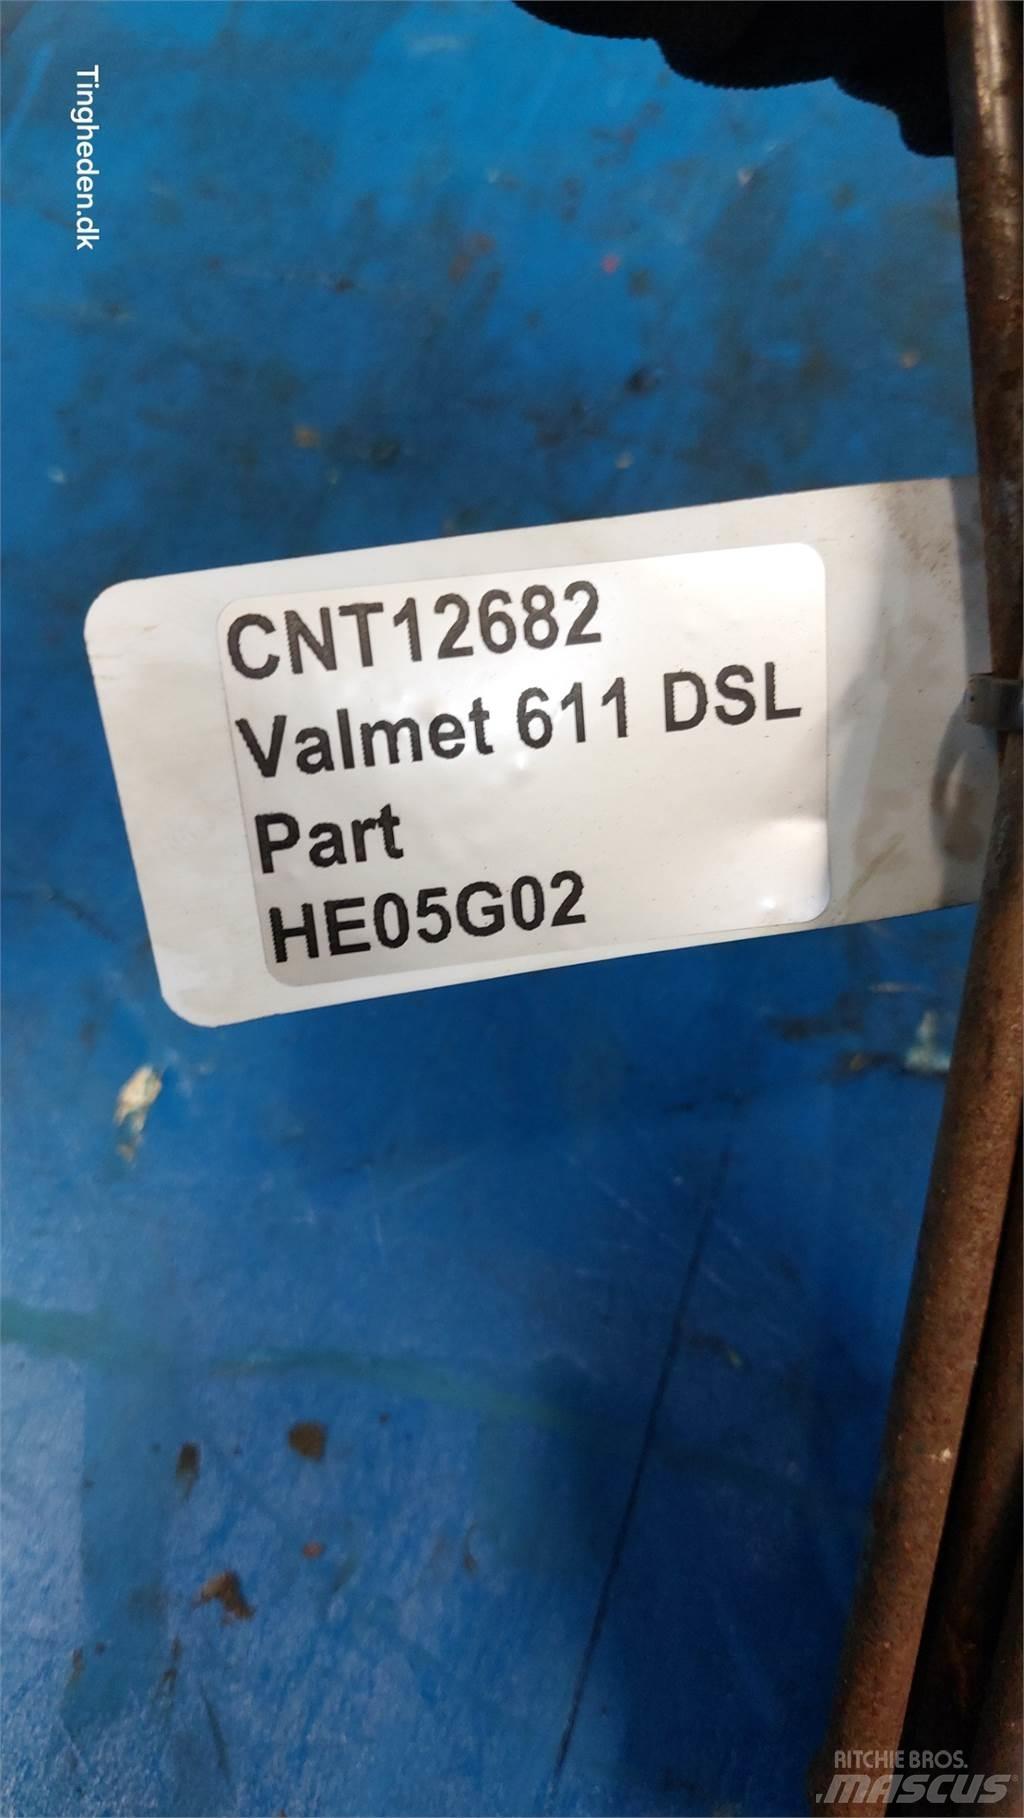 Tingheden.dk
CNT12682
Valmet 611 DSL
Part
HE05G02
RITCHIE BROS.
MASCUS